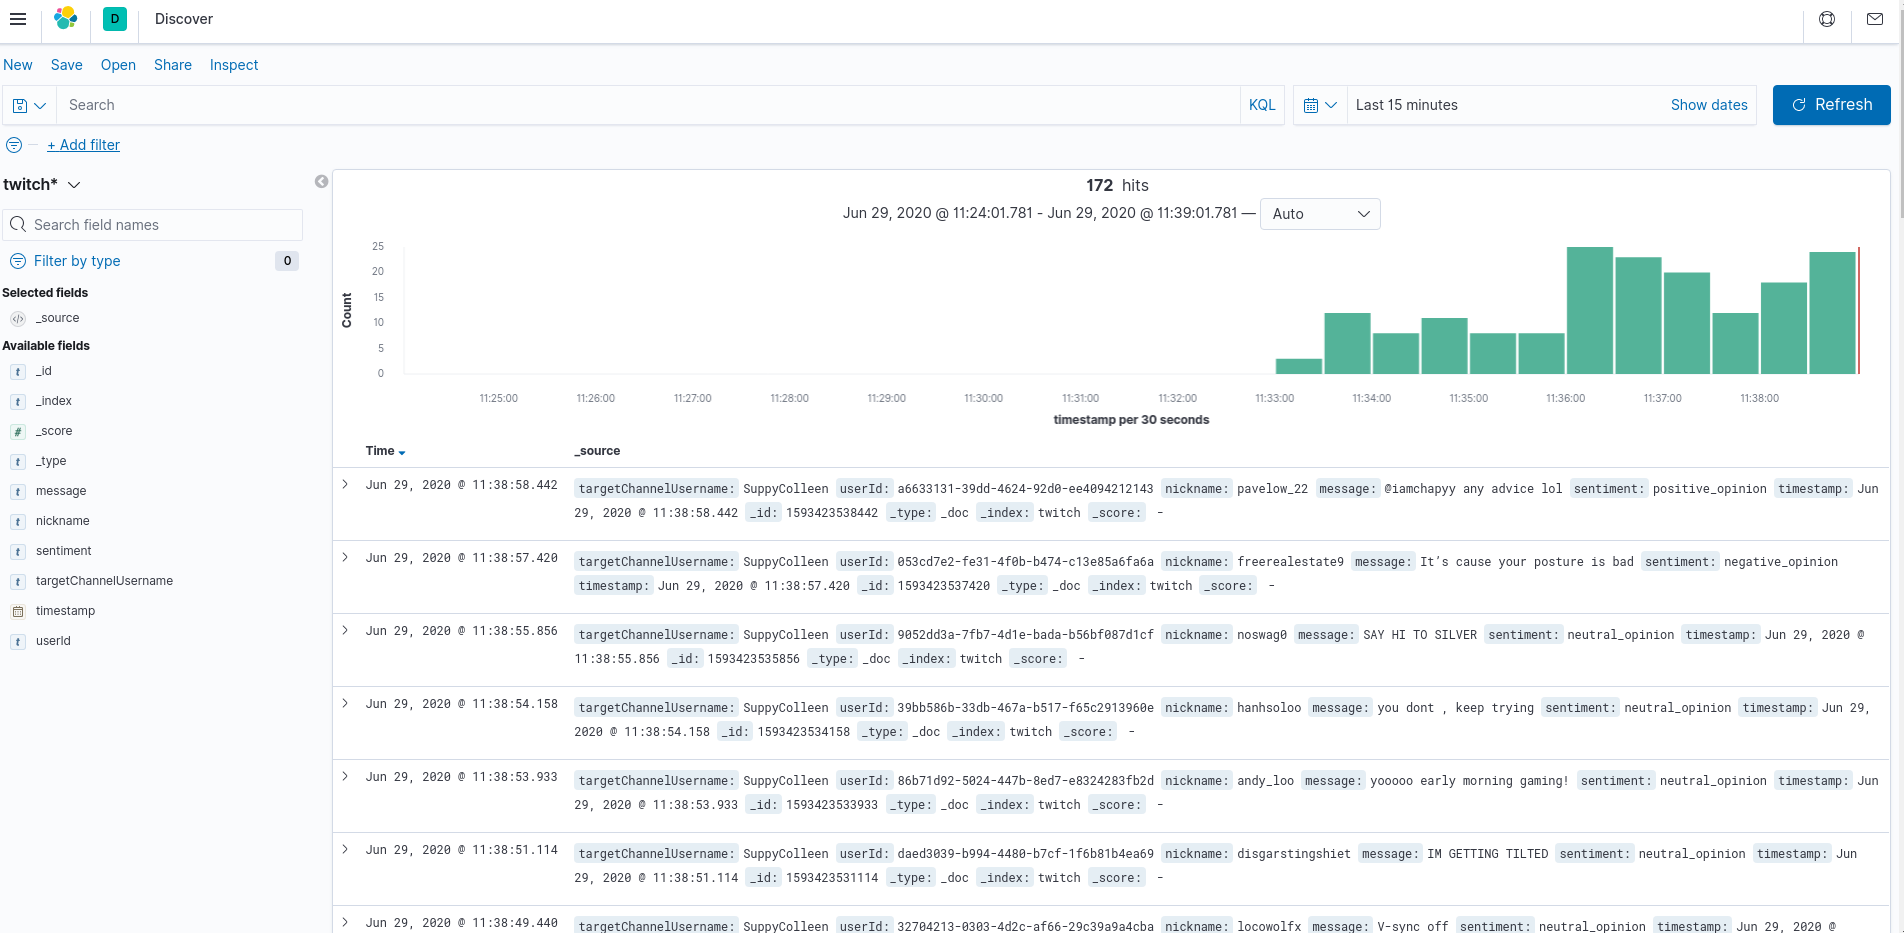 D Discover
New Save Open Share Inspect
Search KQL Last 15 minutes Show dates Refresh
+ Add filter
twitch*
Search field names
Filter by type 0
Selected fields
_source
Available fields
t _id
t _index
# _score
t _type
t message
t nickname
t sentiment
t targetChannelUsername
timestamp
t userId
172 hits
Jun 29, 2020 @ 11:24:01.781 - Jun 29, 2020 @ 11:39:01.781 — Auto
Count
25
20
15
10
5
0
11:25:00 11:26:00 11:27:00 11:28:00 11:29:00 11:30:00 11:31:00 11:32:00 11:33:00 11:34:00 11:35:00 11:36:00 11:37:00 11:38:00
timestamp per 30 seconds
Time _source
Jun 29, 2020 @ 11:38:58.442 targetChannelUsername: SuppyColleen userId: a6633131-39dd-4624-92d0-ee4094212143 nickname: pavelow_22 message: @iamchapyy any advice lol sentiment: positive_opinion timestamp: Jun
29, 2020 @ 11:38:58.442 _id: 1593423538442 _type: _doc _index: twitch _score: -
Jun 29, 2020 @ 11:38:57.420 targetChannelUsername: SuppyColleen userId: 053cd7e2-fe31-4f0b-b474-c13e85a6fa6a nickname: freerealestate9 message: It's cause your posture is bad sentiment: negative_opinion
timestamp: Jun 29, 2020 @ 11:38:57.420 _id: 1593423537420 _type: _doc _index: twitch _score: -
Jun 29, 2020 @ 11:38:55.856 targetChannelUsername: SuppyColleen userId: 9052dd3a-7fb7-4d1e-bada-b56bf087d1cf nickname: noswag0 message: SAY HI TO SILVER sentiment: neutral_opinion timestamp: Jun 29, 2020 @
11:38:55.856 _id: 1593423535856 _type: _doc _index: twitch _score: -
Jun 29, 2020 @ 11:38:54.158 targetChannelUsername: SuppyColleen userId: 39bb586b-33db-467a-b517-f65c2913960e nickname: hanhsoloo message: you dont , keep trying sentiment: neutral_opinion timestamp: Jun 29,
2020 @ 11:38:54.158 _id: 1593423534158 _type: _doc _index: twitch _score: -
Jun 29, 2020 @ 11:38:53.933 targetChannelUsername: SuppyColleen userId: 86b71d92-5024-447b-8ed7-e8324283fb2d nickname: andy_loo message: yooooo early morning gaming! sentiment: neutral_opinion timestamp: Jun
29, 2020 @ 11:38:53.933 _id: 1593423533933 _type: _doc _index: twitch _score: -
Jun 29, 2020 @ 11:38:51.114 targetChannelUsername: SuppyColleen userId: daed3039-b994-4480-b7cf-1f6b81b4ea69 nickname: disgarstingshiet message: IM GETTING TILTED sentiment: neutral_opinion timestamp: Jun
29, 2020 @ 11:38:51.114 _id: 1593423531114 _type: _doc _index: twitch _score: -
Jun 29, 2020 @ 11:38:49.440 targetChannelUsername: SuppyColleen userId: 32704213-0303-4d2c-af66-29c39a9a4cba nickname: locowolfx message: V-sync off sentiment: neutral_opinion timestamp: Jun 29, 2020 @